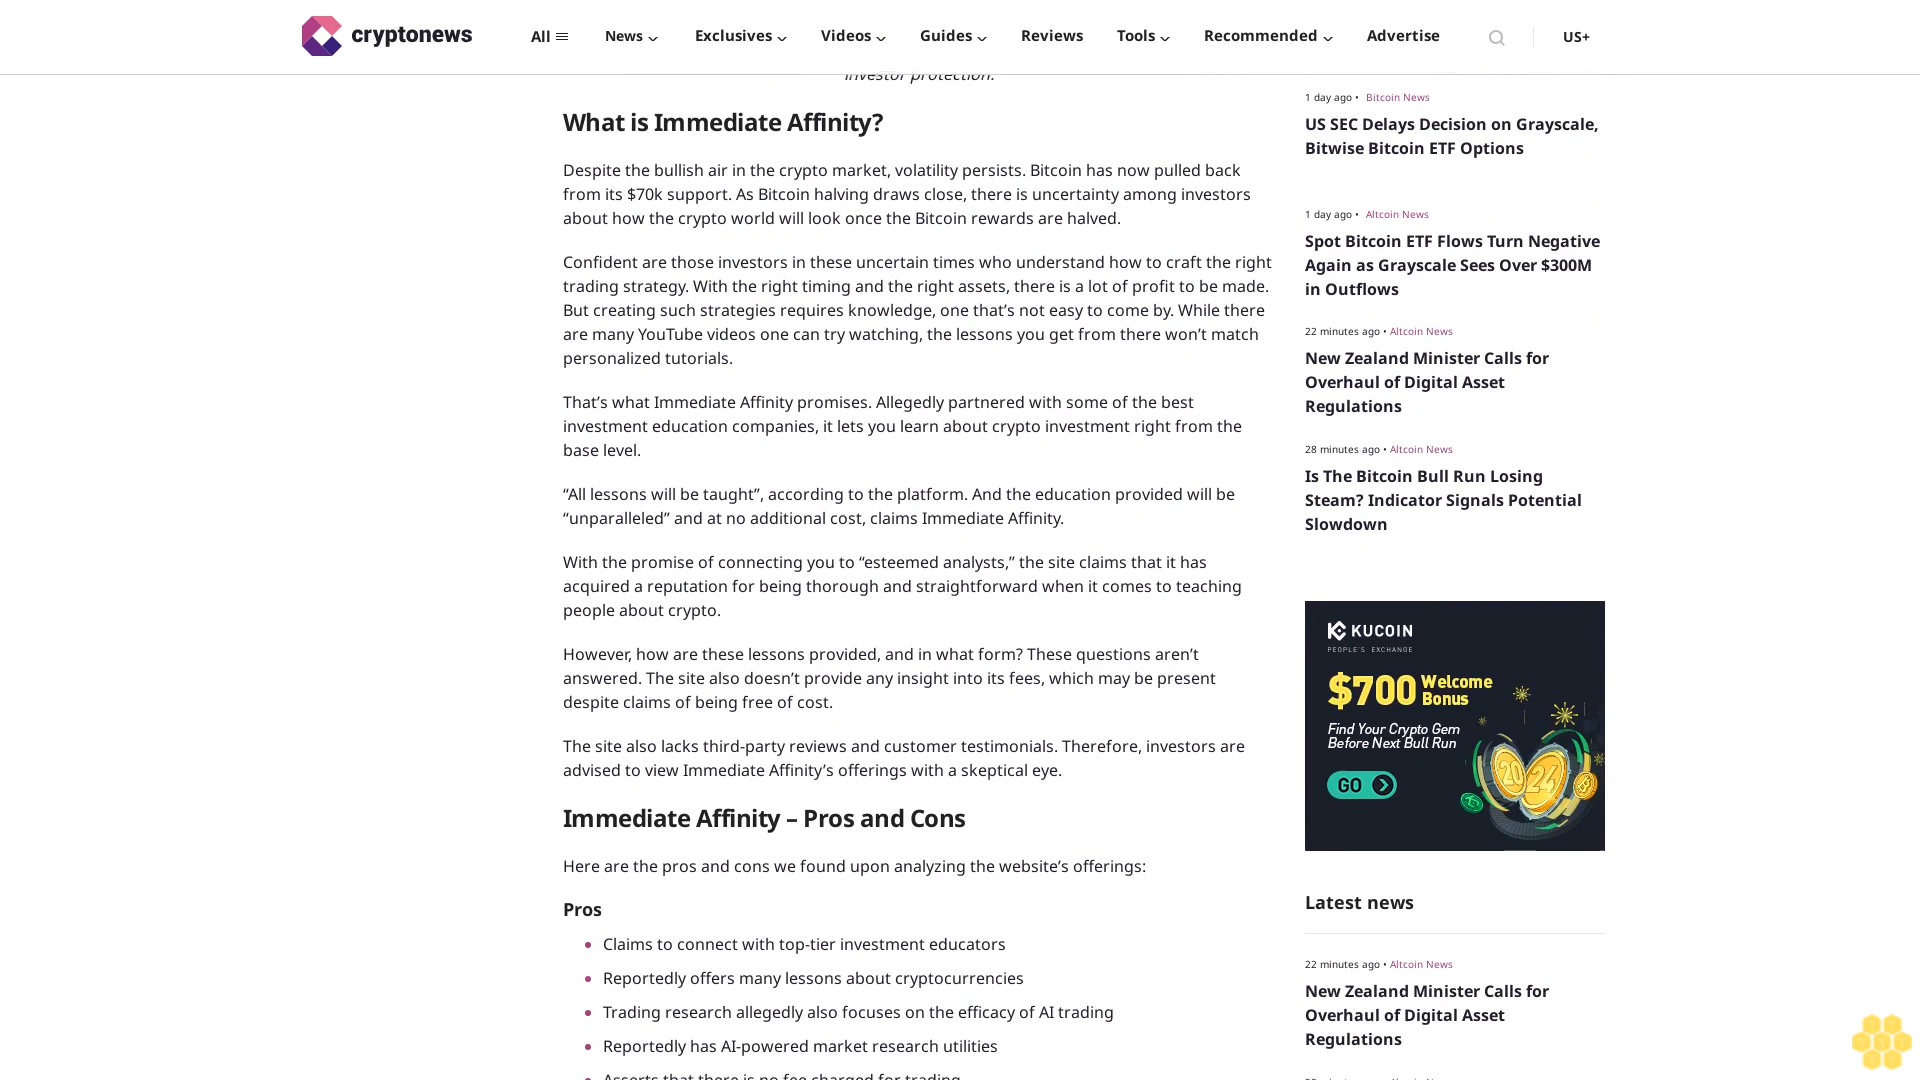 cryptonews
All
News
Exclusives
Videos
Guides
Reviews
Tools
Recommended
Advertise
US+
investor protection.
What is Immediate Affinity?
Despite the bullish air in the crypto market, volatility persists. Bitcoin has now pulled back
from its $70k support. As Bitcoin halving draws close, there is uncertainty among investors
about how the crypto world will look once the Bitcoin rewards are halved.
Confident are those investors in these uncertain times who understand how to craft the right
trading strategy. With the right timing and the right assets, there is a lot of profit to be made.
But creating such strategies requires knowledge, one that’s not easy to come by. While there
are many YouTube videos one can try watching, the lessons you get from there won’t match
personalized tutorials.
That’s what Immediate Affinity promises. Allegedly partnered with some of the best
investment education companies, it lets you learn about crypto investment right from the
base level.
“All lessons will be taught”, according to the platform. And the education provided will be
“unparalleled” and at no additional cost, claims Immediate Affinity.
With the promise of connecting you to “esteemed analysts,” the site claims that it has
acquired a reputation for being thorough and straightforward when it comes to teaching
people about crypto.
However, how are these lessons provided, and in what form? These questions aren’t
answered. The site also doesn’t provide any insight into its fees, which may be present
despite claims of being free of cost.
The site also lacks third-party reviews and customer testimonials. Therefore, investors are
advised to view Immediate Affinity’s offerings with a skeptical eye.
Immediate Affinity – Pros and Cons
Here are the pros and cons we found upon analyzing the website’s offerings:
Pros
Claims to connect with top-tier investment educators
Reportedly offers many lessons about cryptocurrencies
Trading research allegedly also focuses on the efficacy of AI trading
Reportedly has AI-powered market research utilities
Asserts that there is no fee charged for trading
1 day ago • Bitcoin News
US SEC Delays Decision on Grayscale,
Bitwise Bitcoin ETF Options
1 day ago • Altcoin News
Spot Bitcoin ETF Flows Turn Negative
Again as Grayscale Sees Over $300M
in Outflows
22 minutes ago • Altcoin News
New Zealand Minister Calls for
Overhaul of Digital Asset
Regulations
28 minutes ago • Altcoin News
Is The Bitcoin Bull Run Losing
Steam? Indicator Signals Potential
Slowdown
KUCOIN
PEOPLE'S EXCHANGE
$700 Welcome
Bonus
Find Your Crypto Gem
Before Next Bull Run
GO
2024
Latest news
22 minutes ago • Altcoin News
New Zealand Minister Calls for
Overhaul of Digital Asset
Regulations